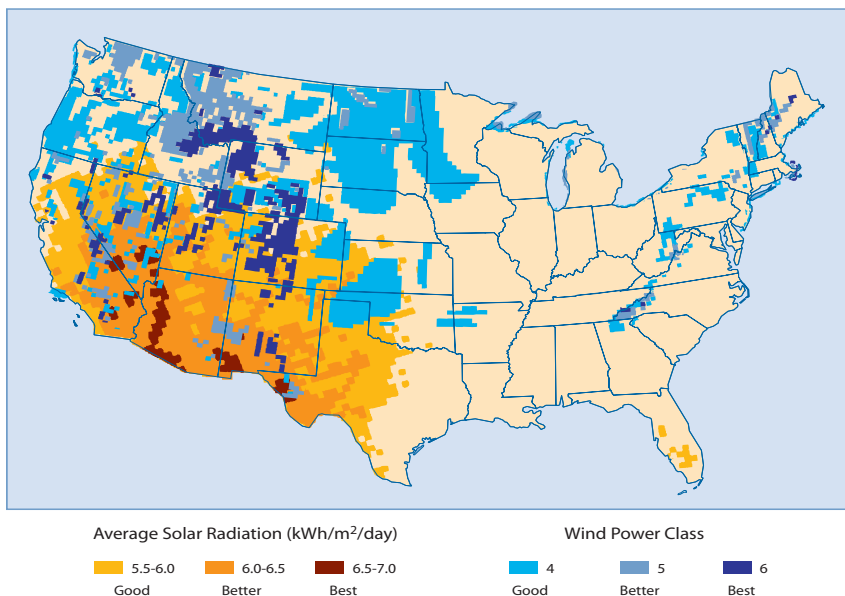 Average Solar Radiation (kWh/m²/day)
5.5-6.0 6.0-6.5 6.5-7.0
Good Better Best
Wind Power Class
4 5 6
Good Better Best